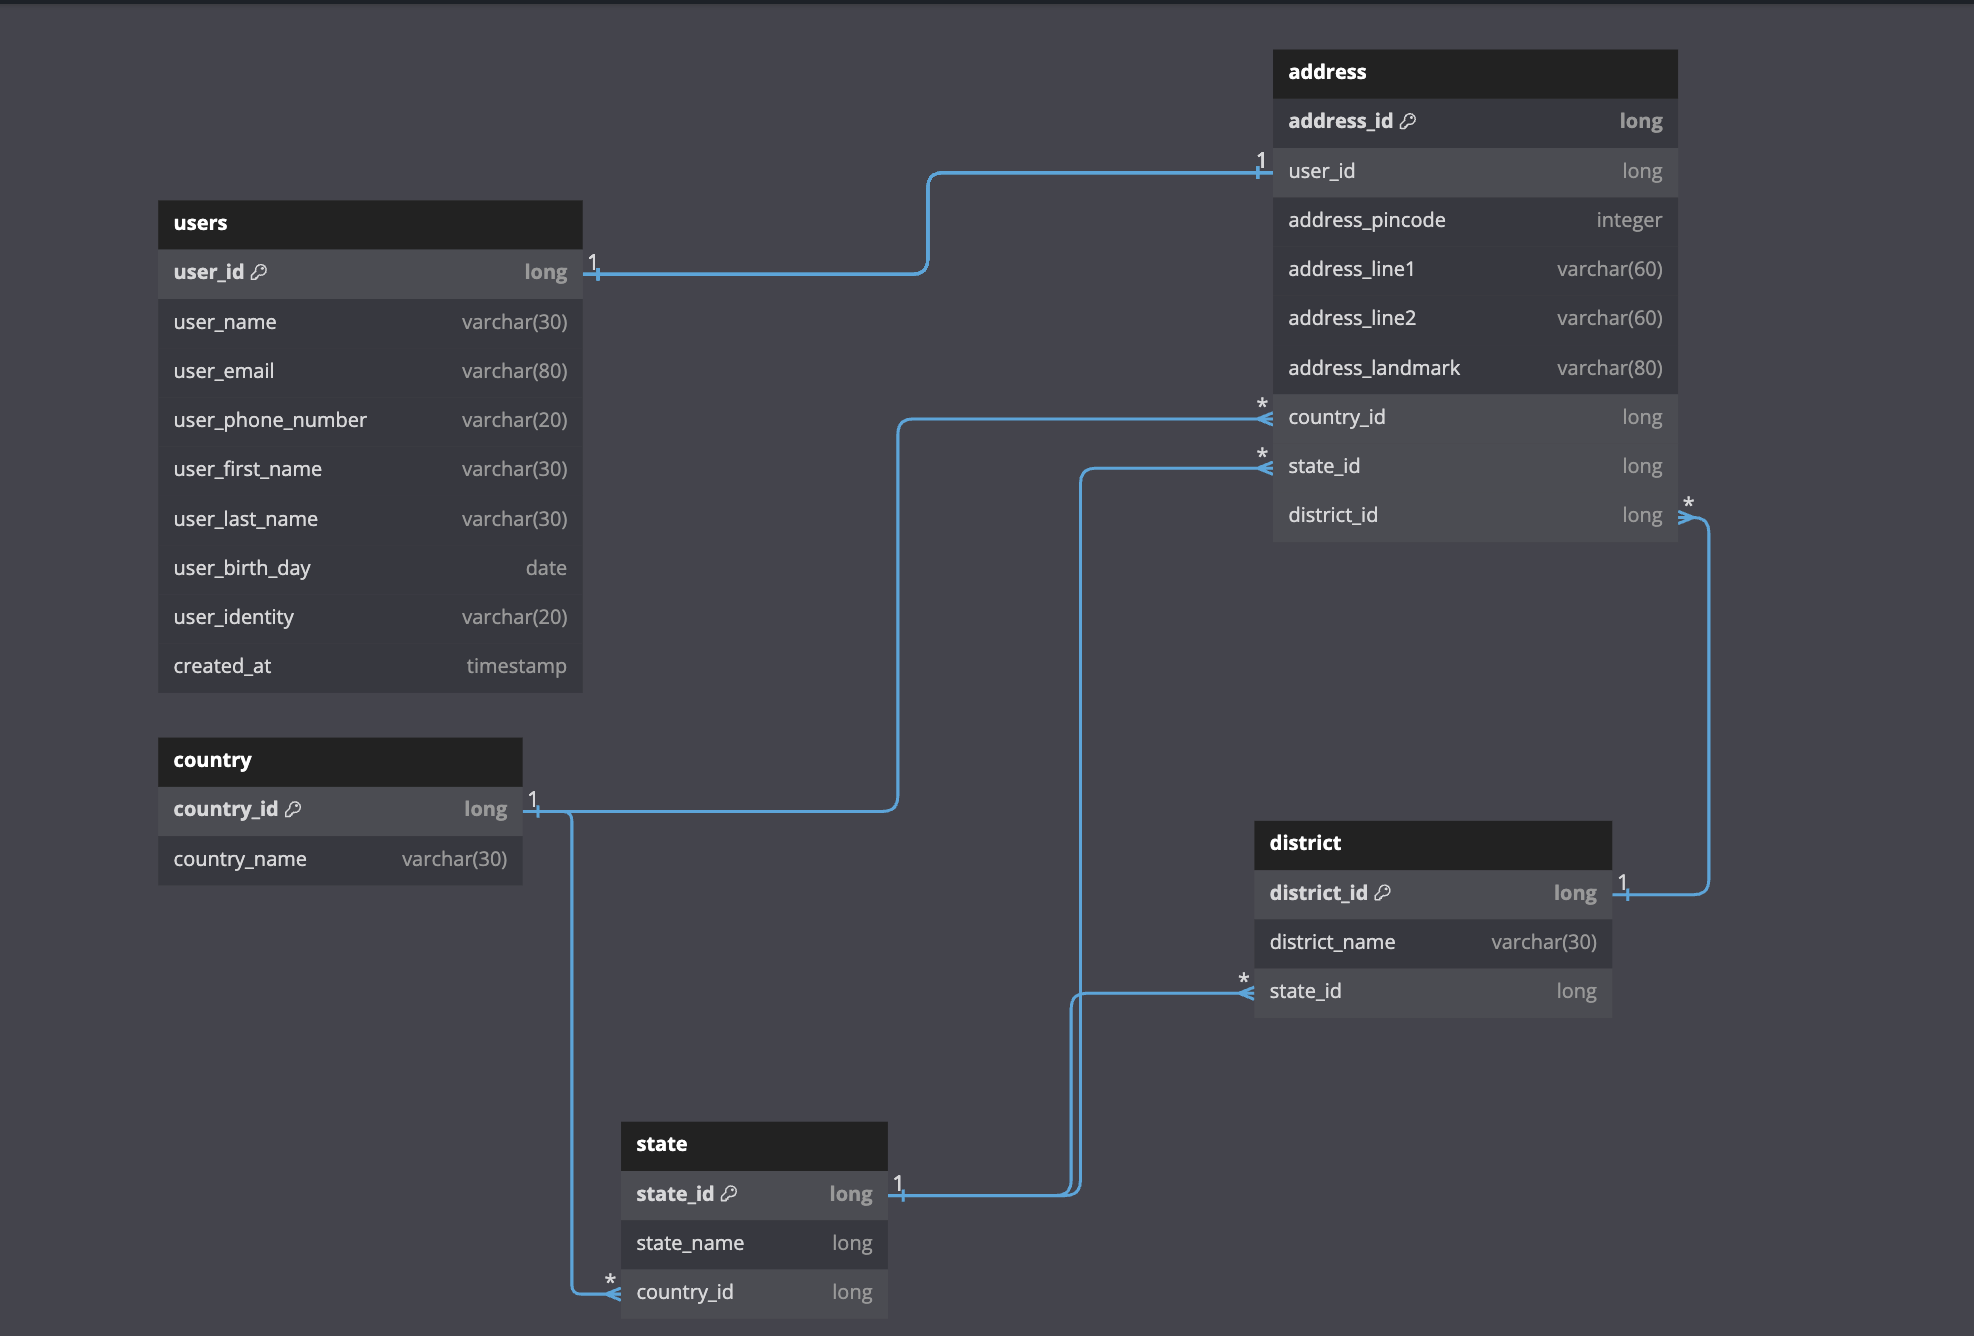 users
user_id long
user_name varchar(30)
user_email varchar(80)
user_phone_number varchar(20)
user_first_name varchar(30)
user_last_name varchar(30)
user_birth_day date
user_identity varchar(20)
created_at timestamp
1
address
address_id long
user_id long
address_pincode integer
address_line1 varchar(60)
address_line2 varchar(60)
address_landmark varchar(80)
country_id long
state_id long
district_id long
1
*
*
*
country
country_id long
country_name varchar(30)
1
district
district_id long
district_name varchar(30)
state_id long
1
*
state
state_id long
state_name long
country_id long
1
*